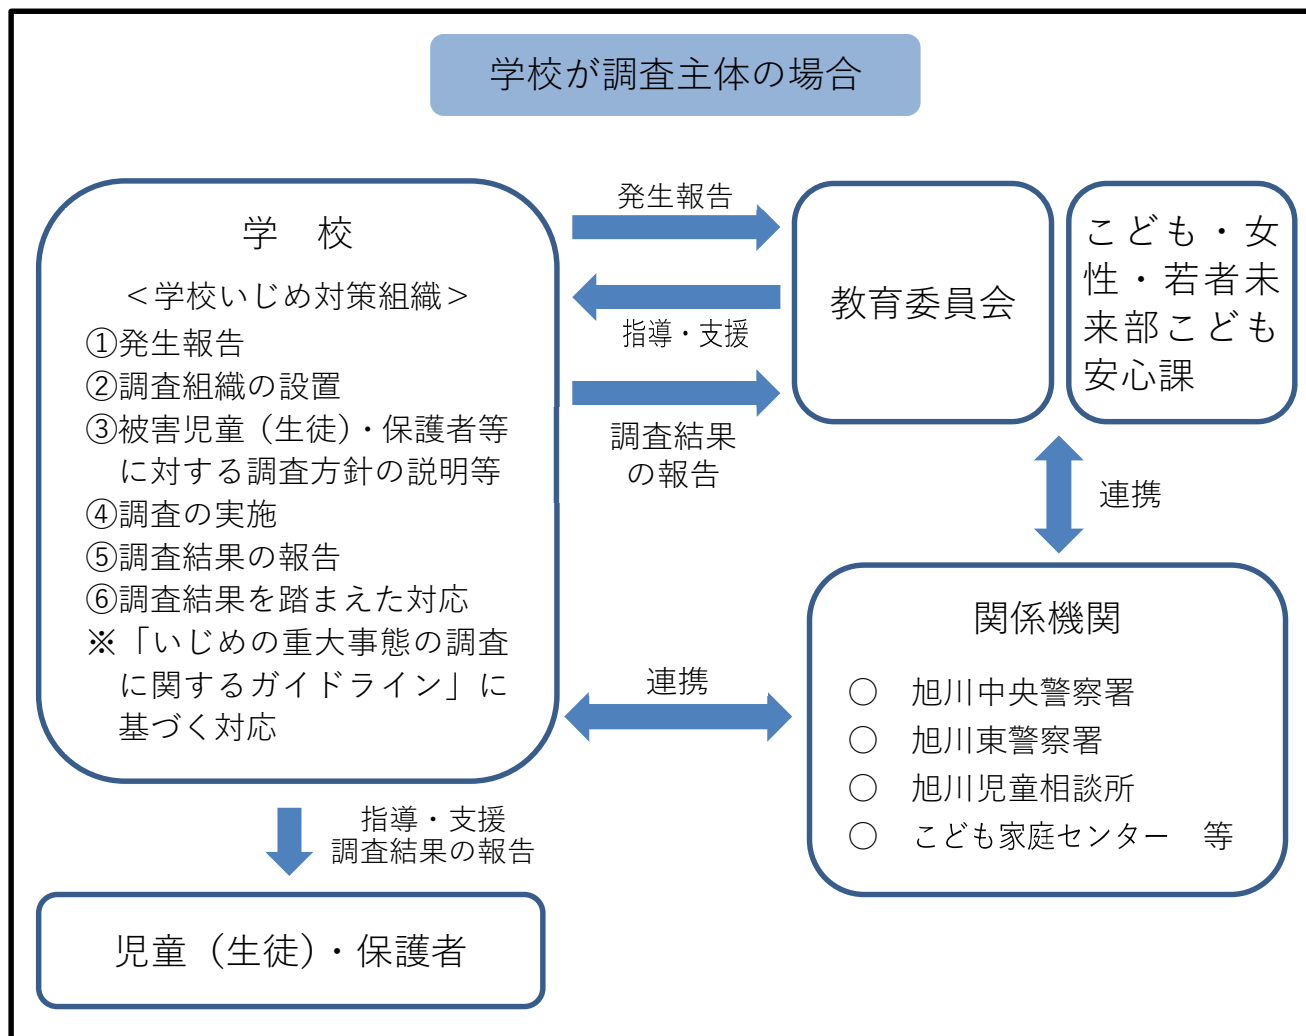 学校が調査主体の場合
学　校
＜学校いじめ対策組織＞
①発生報告
②調査組織の設置
③被害児童（生徒）・保護者等
に対する調査方針の説明等
④調査の実施
⑤調査結果の報告
⑥調査結果を踏まえた対応
※「いじめの重大事態の調査
に関するガイドライン」に
基づく対応
発生報告
指導・支援
調査結果
の報告
教育委員会
こども・女
性・若者未
来部こども
安心課
連携
連携
関係機関
○　旭川中央警察署
○　旭川東警察署
○　旭川児童相談所
○　こども家庭センター　等
指導・支援
調査結果の報告
児童（生徒）・保護者